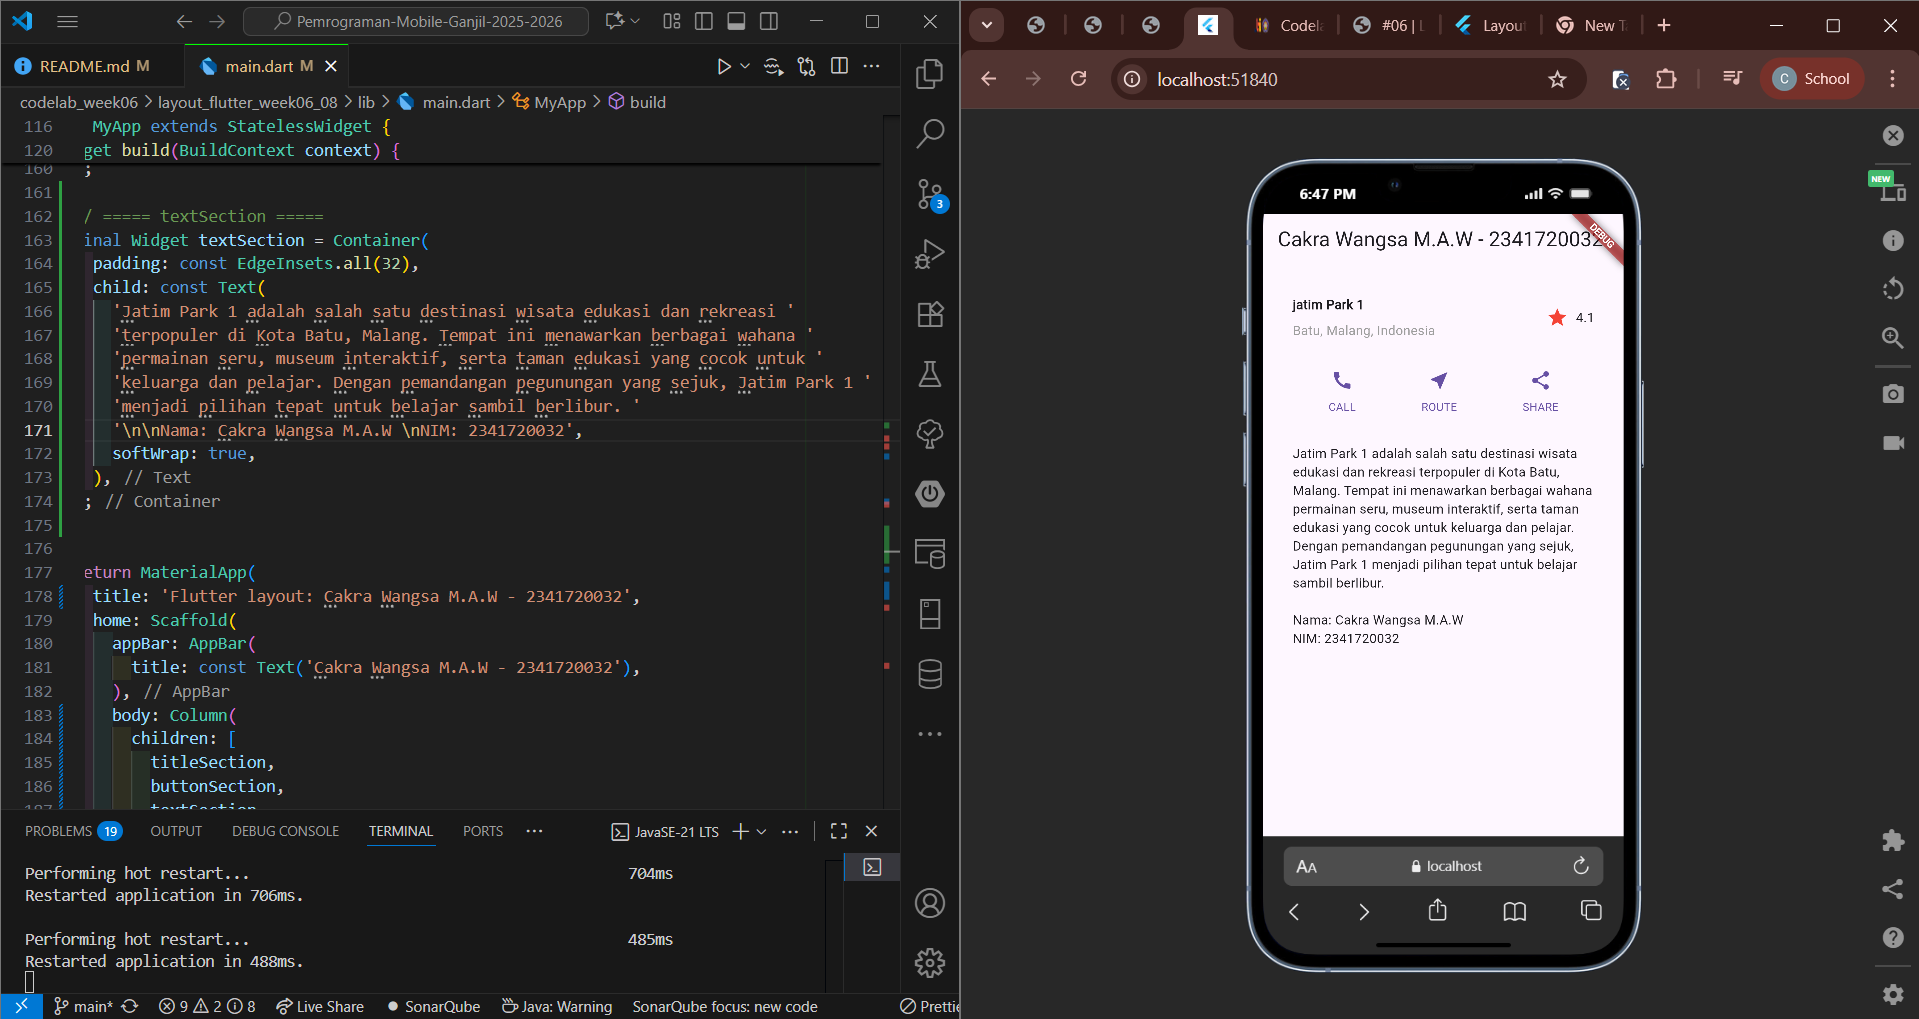 Pemrograman-Mobile-Ganjil-2025-2026
README.md M
main.dart M
codelab_week06 > layout_flutter_week06_08 > lib > main.dart > MyApp > build
116 MyApp extends StatelessWidget {
120 get build(BuildContext context) {
160 ;
161
162 / ===== textSection =====
163 inal Widget textSection = Container(
164 padding: const EdgeInsets.all(32),
165 child: const Text(
166 'Jatim Park 1 adalah salah satu destinasi wisata edukasi dan rekreasi '
167 'terpopuler di Kota Batu, Malang. Tempat ini menawarkan berbagai wahana '
168 'permainan seru, museum interaktif, serta taman edukasi yang cocok untuk '
169 'keluarga dan pelajar. Dengan pemandangan pegunungan yang sejuk, Jatim Park 1 '
170 'menjadi pilihan tepat untuk belajar sambil berlibur. '
171 '\n\nNama: Cakra Wangsa M.A.W \nNIM: 2341720032',
172 softWrap: true,
173 ), // Text
174 ; // Container
175
176
177 eturn MaterialApp(
178 title: 'Flutter layout: Cakra Wangsa M.A.W - 2341720032',
179 home: Scaffold(
180 appBar: AppBar(
181 title: const Text('Cakra Wangsa M.A.W - 2341720032'),
182 ), // AppBar
183 body: Column(
184 children: [
185 titleSection,
186 buttonSection,
187 textSection
3
PROBLEMS 19 OUTPUT DEBUG CONSOLE TERMINAL PORTS
JavaSE-21 LTS
Performing hot restart... 704ms
Restarted application in 706ms.
Performing hot restart... 485ms
Restarted application in 488ms.
main* 9 2 8 Live Share SonarQube Java: Warning SonarQube focus: new code Prettie
Codela #06 | L Layou New T
localhost:51840
C School
NEW
6:47 PM
Cakra Wangsa M.A.W - 2341720032
DEBUG
jatim Park 1
Batu, Malang, Indonesia
4.1
CALL ROUTE SHARE
Jatim Park 1 adalah salah satu destinasi wisata
edukasi dan rekreasi terpopuler di Kota Batu,
Malang. Tempat ini menawarkan berbagai wahana
permainan seru, museum interaktif, serta taman
edukasi yang cocok untuk keluarga dan pelajar.
Dengan pemandangan pegunungan yang sejuk,
Jatim Park 1 menjadi pilihan tepat untuk belajar
sambil berlibur.
Nama: Cakra Wangsa M.A.W
NIM: 2341720032
AA localhost